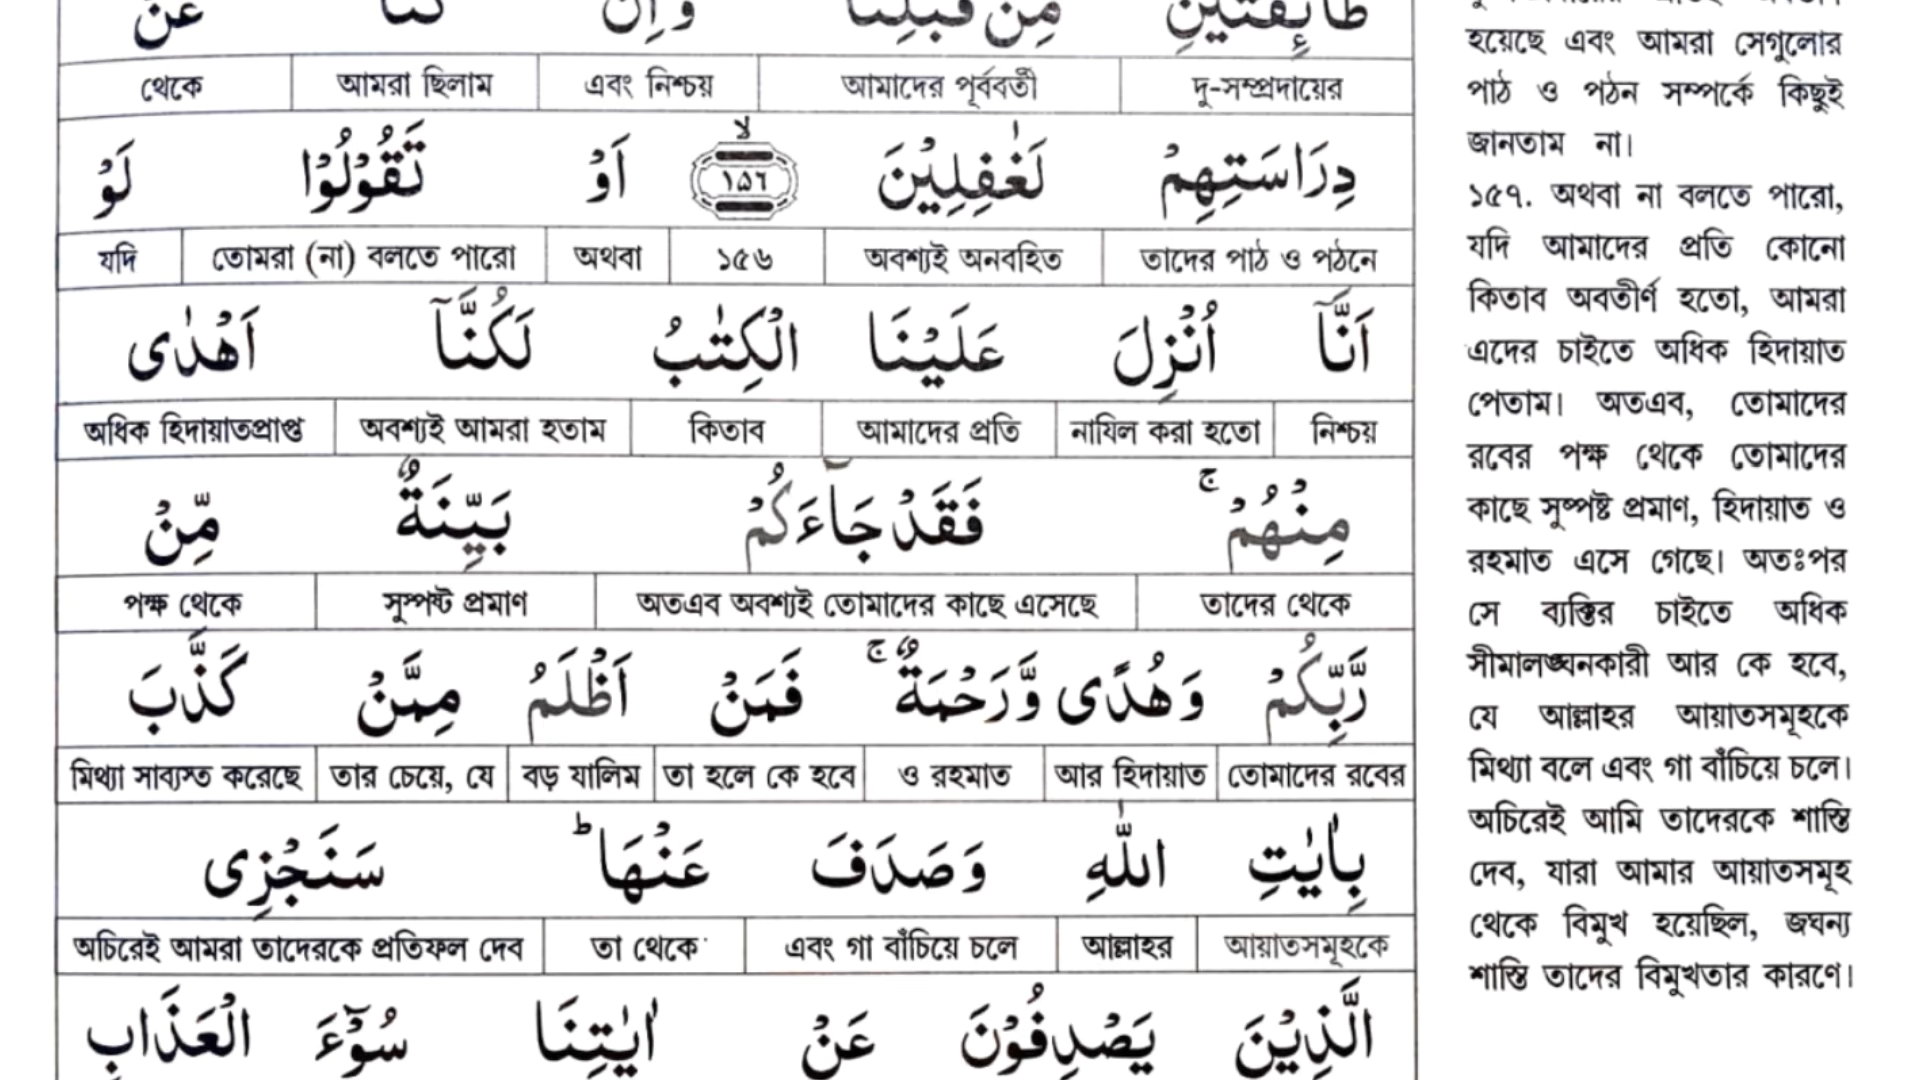 طَآئِفَتَيْنِ مِنْ قَبْلِنَا وَاِنْ كُنَّا عَنْ
দু-সম্প্রদায়ের আমাদের পূর্ববর্তী এবং নিশ্চয় আমরা ছিলাম থেকে
دِرَاسَتِهِمْ لَغٰفِلِيْنَ ۙ ﴿١٥٦﴾ اَوْ تَقُوْلُوْا لَوْ
তাদের পাঠ ও পঠনে অবশ্যই অনবহিত ১৫৬ অথবা তোমরা (না) বলতে পারো যদি
اَنَّآ اُنْزِلَ عَلَيْنَا الْكِتٰبُ لَكُنَّآ اَهْدٰى
নিশ্চয় নাযিল করা হতো আমাদের প্রতি কিতাব অবশ্যই আমরা হতাম অধিক হিদায়াতপ্রাপ্ত
مِنْهُمْ ۚ فَقَدْ جَآءَكُمْ بَيِّنَةٌ مِّنْ
তাদের থেকে অতএব অবশ্যই তোমাদের কাছে এসেছে সুস্পষ্ট প্রমাণ পক্ষ থেকে
رَّبِّكُمْ وَهُدًى وَّرَحْمَةٌ ۚ فَمَنْ اَظْلَمُ مِمَّنْ كَذَّبَ
তোমাদের রবের আর হিদায়াত ও রহমাত তা হলে কে হবে বড় যালিম তার চেয়ে, যে মিথ্যা সাব্যস্ত করেছে
بِاٰيٰتِ اللّٰهِ وَصَدَفَ عَنْهَا ؕ سَنَجْزِى
আয়াতসমূহকে আল্লাহর এবং গা বাঁচিয়ে চলে তা থেকে অচিরেই আমরা তাদেরকে প্রতিফল দেব
الَّذِيْنَ يَصْدِفُوْنَ عَنْ اٰيٰتِنَا سُوْٓءَ الْعَذَابِ
হয়েছে এবং আমরা সেগুলোর
পাঠ ও পঠন সম্পর্কে কিছুই
জানতাম না।
১৫৭. অথবা না বলতে পারো,
যদি আমাদের প্রতি কোনো
কিতাব অবতীর্ণ হতো, আমরা
এদের চাইতে অধিক হিদায়াত
পেতাম। অতএব, তোমাদের
রবের পক্ষ থেকে তোমাদের
কাছে সুস্পষ্ট প্রমাণ, হিদায়াত ও
রহমাত এসে গেছে। অতঃপর
সে ব্যক্তির চাইতে অধিক
সীমালঙ্ঘনকারী আর কে হবে,
যে আল্লাহর আয়াতসমূহকে
মিথ্যা বলে এবং গা বাঁচিয়ে চলে।
অচিরেই আমি তাদেরকে শাস্তি
দেব, যারা আমার আয়াতসমূহ
থেকে বিমুখ হয়েছিল, জঘন্য
শাস্তি তাদের বিমুখতার কারণে।